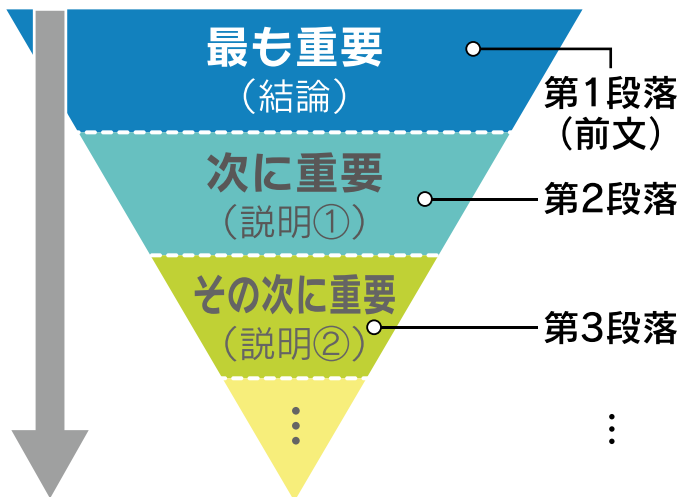 最も重要
（結論）
第1段落
（前文）
次に重要
（説明①）
第2段落
その次に重要
（説明②）
第3段落
⋮
⋮